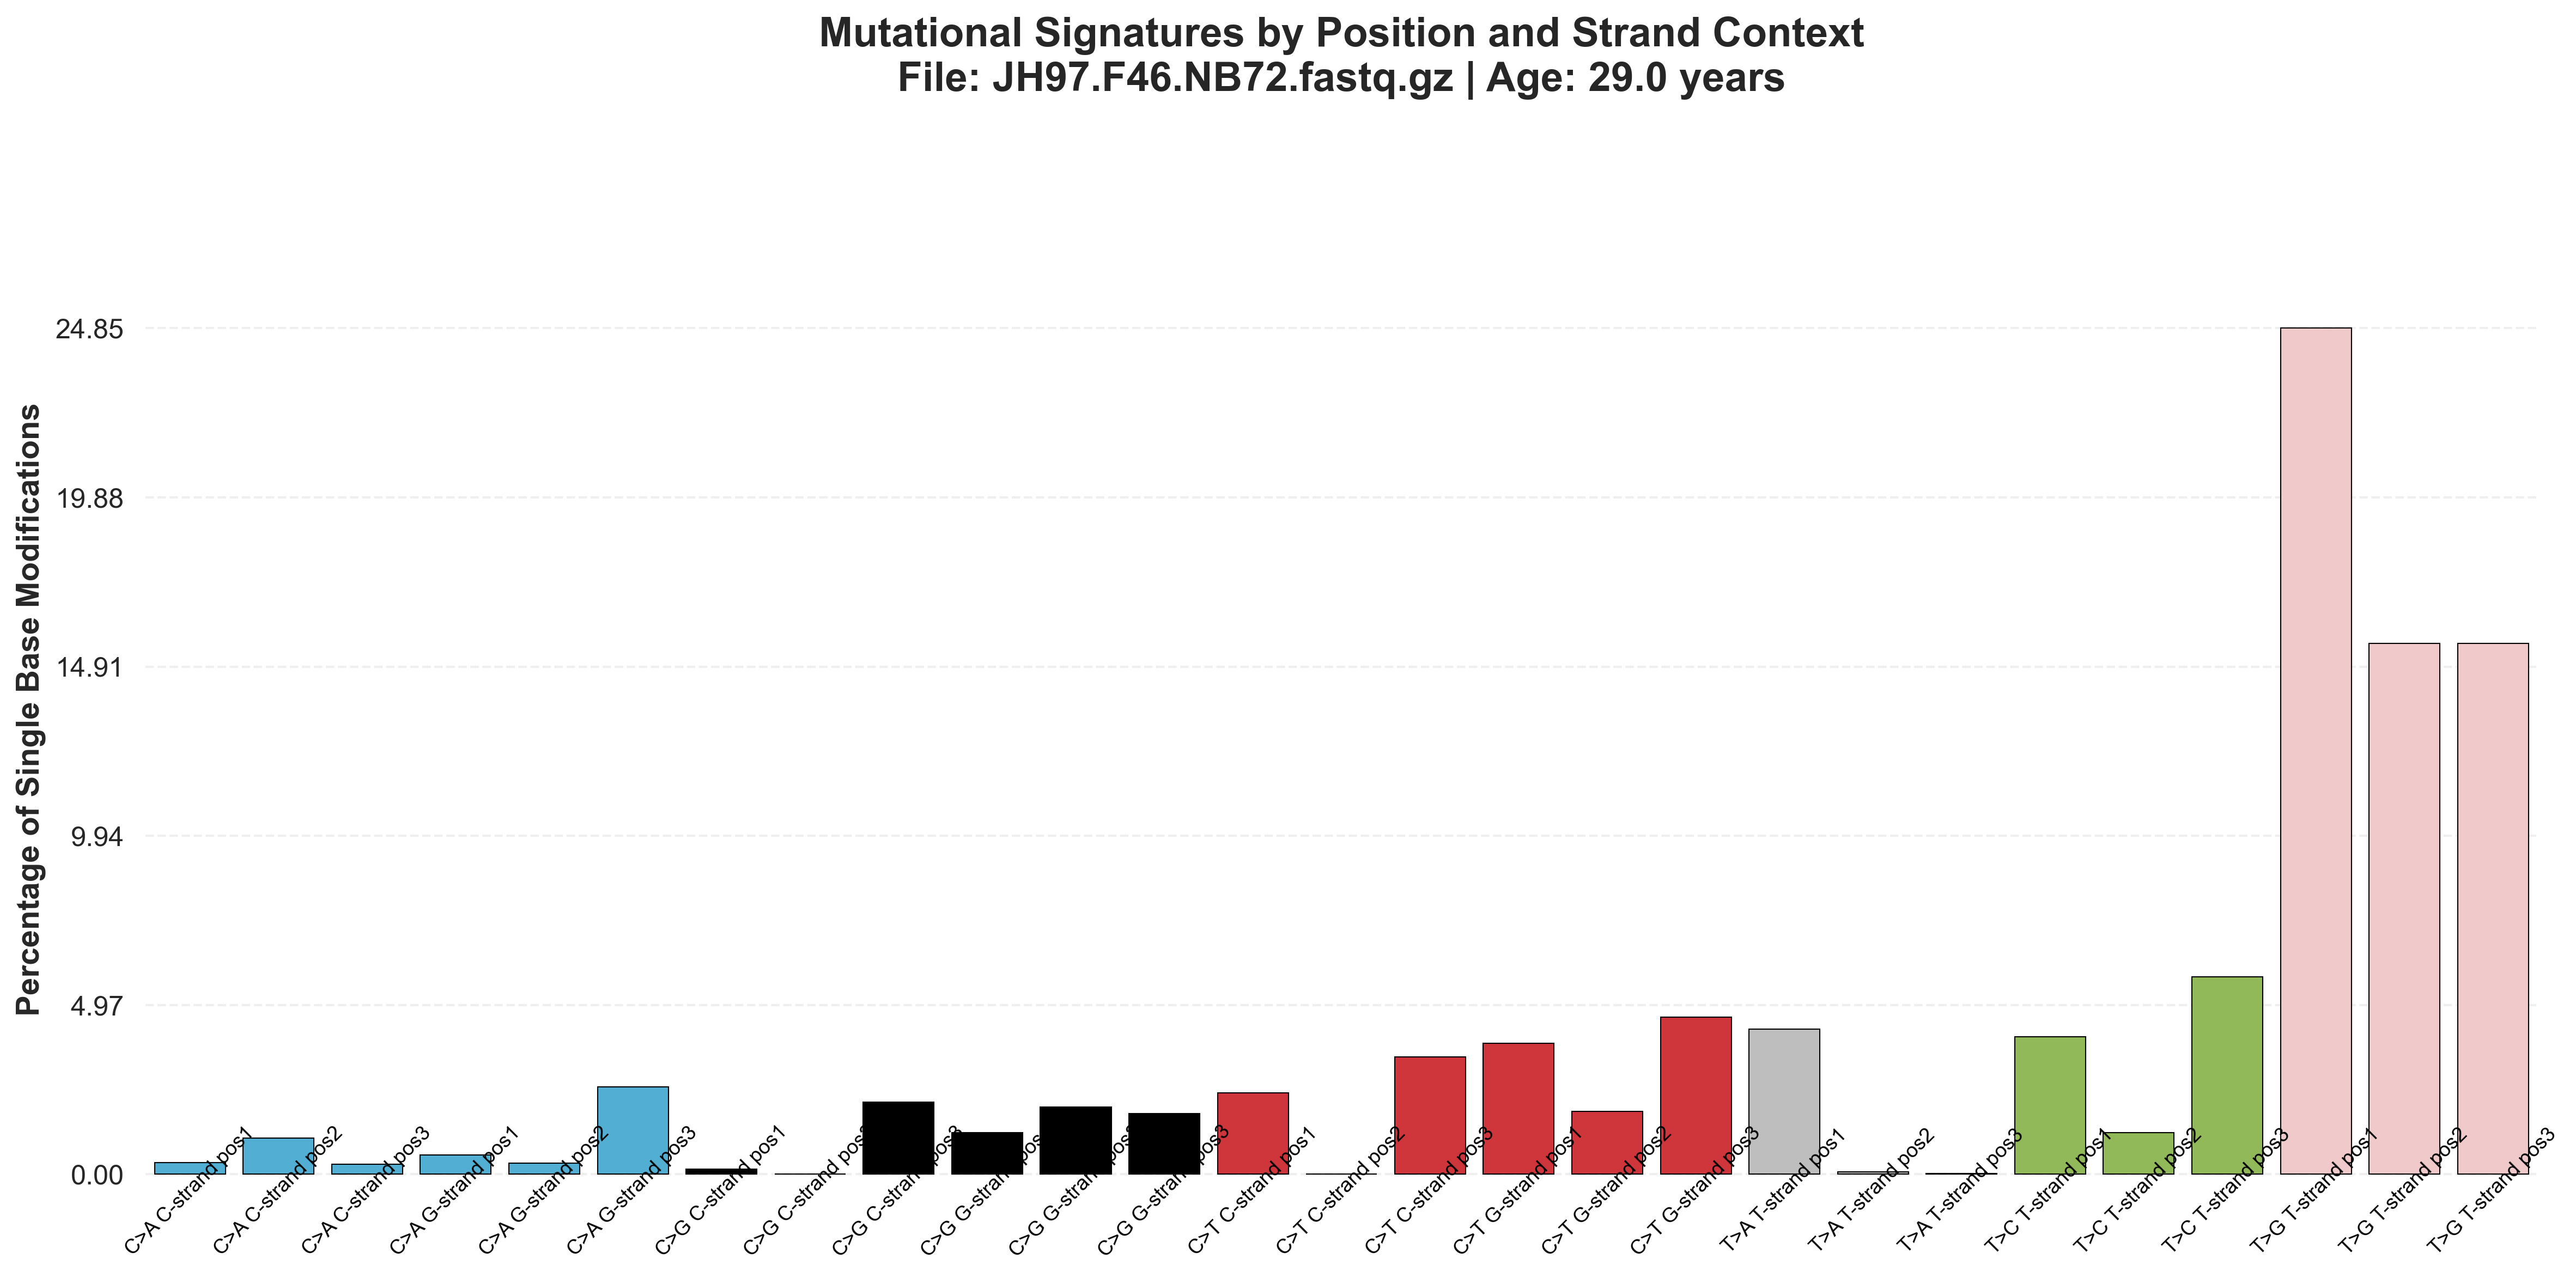 Mutational Signatures by Position and Strand Context
File: JH97.F46.NB72.fastq.gz | Age: 29.0 years
Percentage of Single Base Modifications
24.85
19.88
14.91
9.94
4.97
0.00
C>A C-strand pos1
C>A C-strand pos2
C>A C-strand pos3
C>A G-strand pos1
C>A G-strand pos2
C>A G-strand pos3
C>G C-strand pos1
C>G C-strand pos2
C>G C-strand pos3
C>G G-strand pos1
C>G G-strand pos2
C>G G-strand pos3
C>T C-strand pos1
C>T C-strand pos2
C>T C-strand pos3
C>T G-strand pos1
C>T G-strand pos2
C>T G-strand pos3
T>A T-strand pos1
T>A T-strand pos2
T>A T-strand pos3
T>C T-strand pos1
T>C T-strand pos2
T>C T-strand pos3
T>G T-strand pos1
T>G T-strand pos2
T>G T-strand pos3